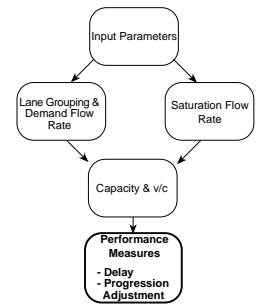 Input Parameters
Lane Grouping &
Demand Flow
Rate
Saturation Flow
Rate
Capacity & v/c
Performance
Measures
- Delay
- Progression
Adjustment